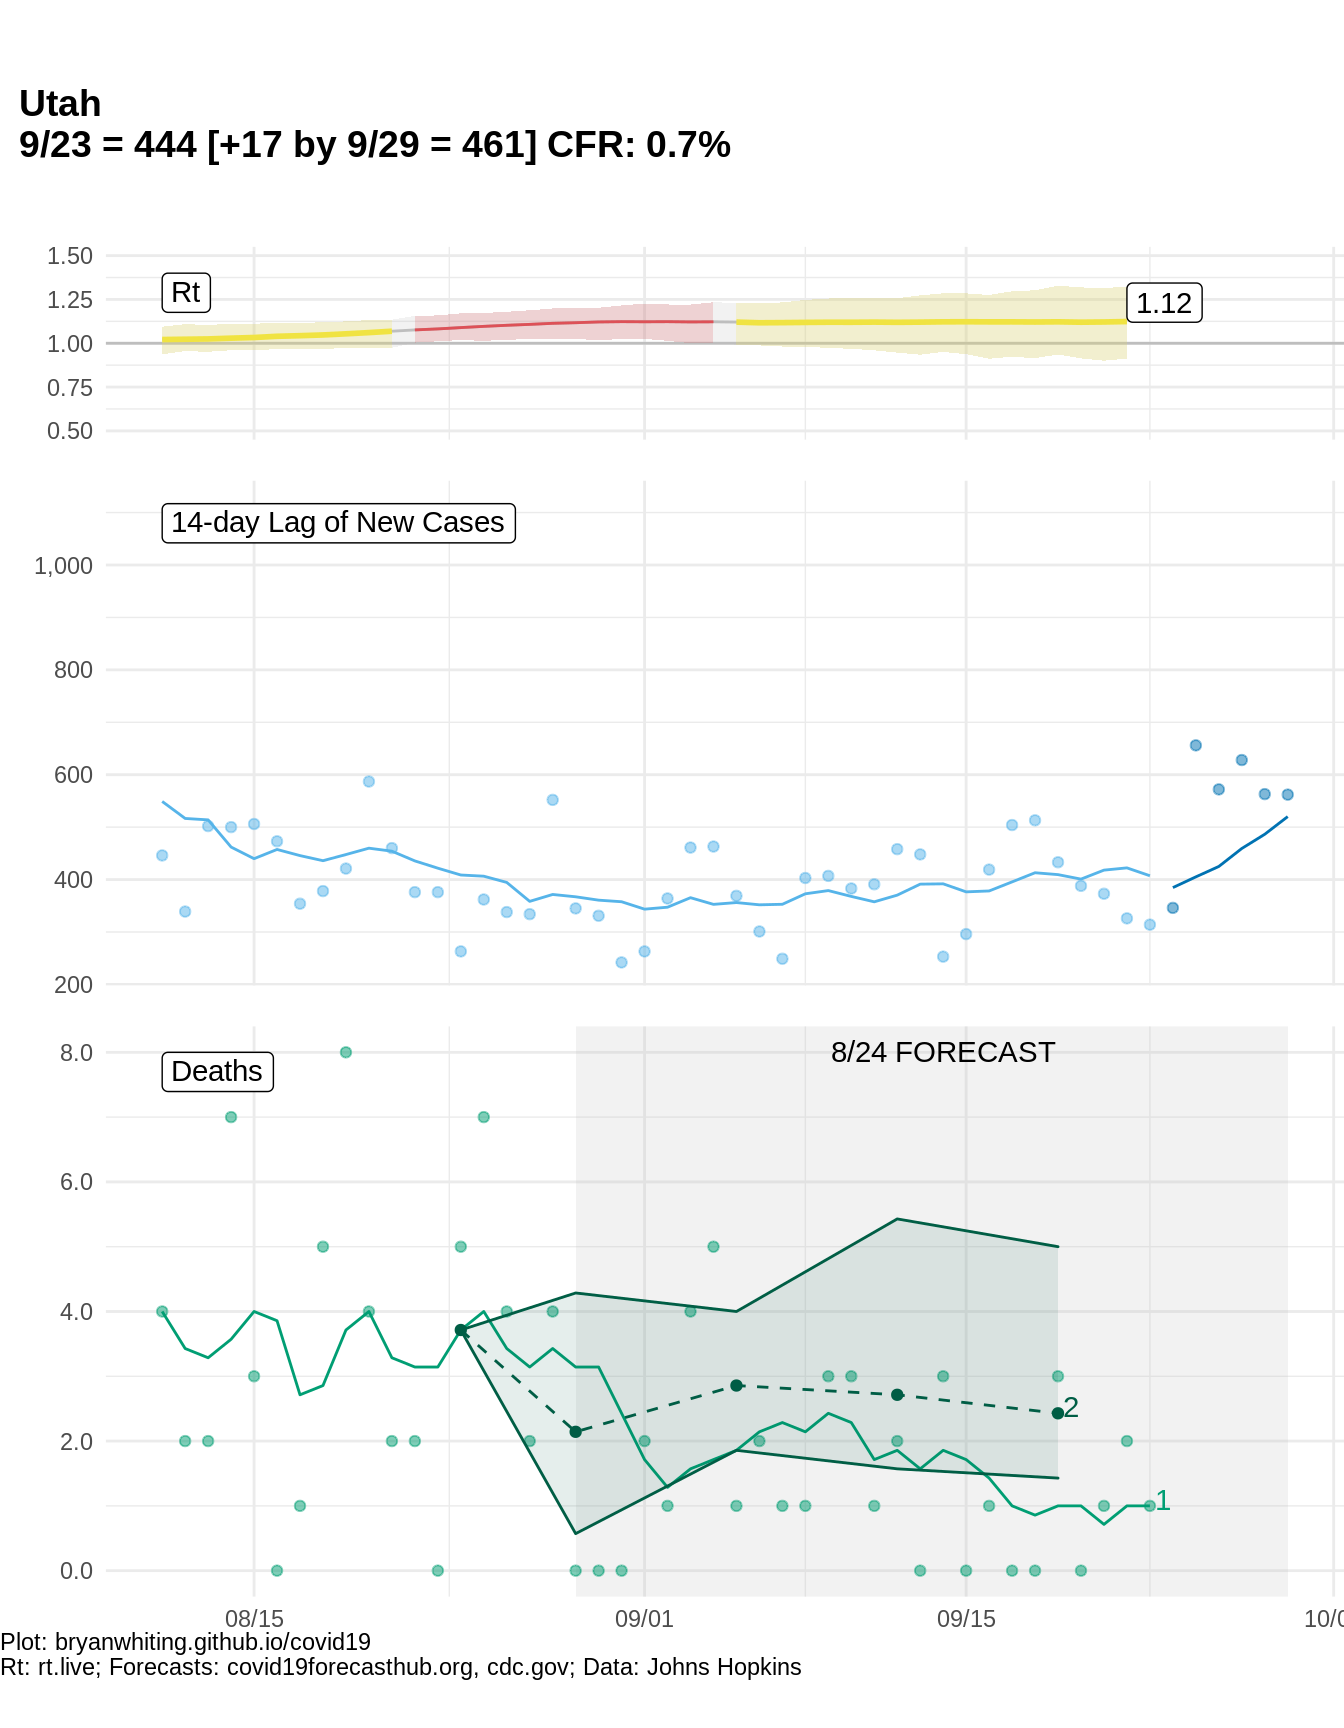 Utah
9/23 = 444 [+17 by 9/29 = 461] CFR: 0.7%
1.50
1.25
1.00
0.75
0.50
Rt
1.12
14-day Lag of New Cases
1,000
800
600
400
200
8.0
6.0
4.0
2.0
0.0
Deaths
8/24 FORECAST
2
1
08/15
09/01
09/15
10/0
Plot: bryanwhiting.github.io/covid19
Rt: rt.live; Forecasts: covid19forecasthub.org, cdc.gov; Data: Johns Hopkins